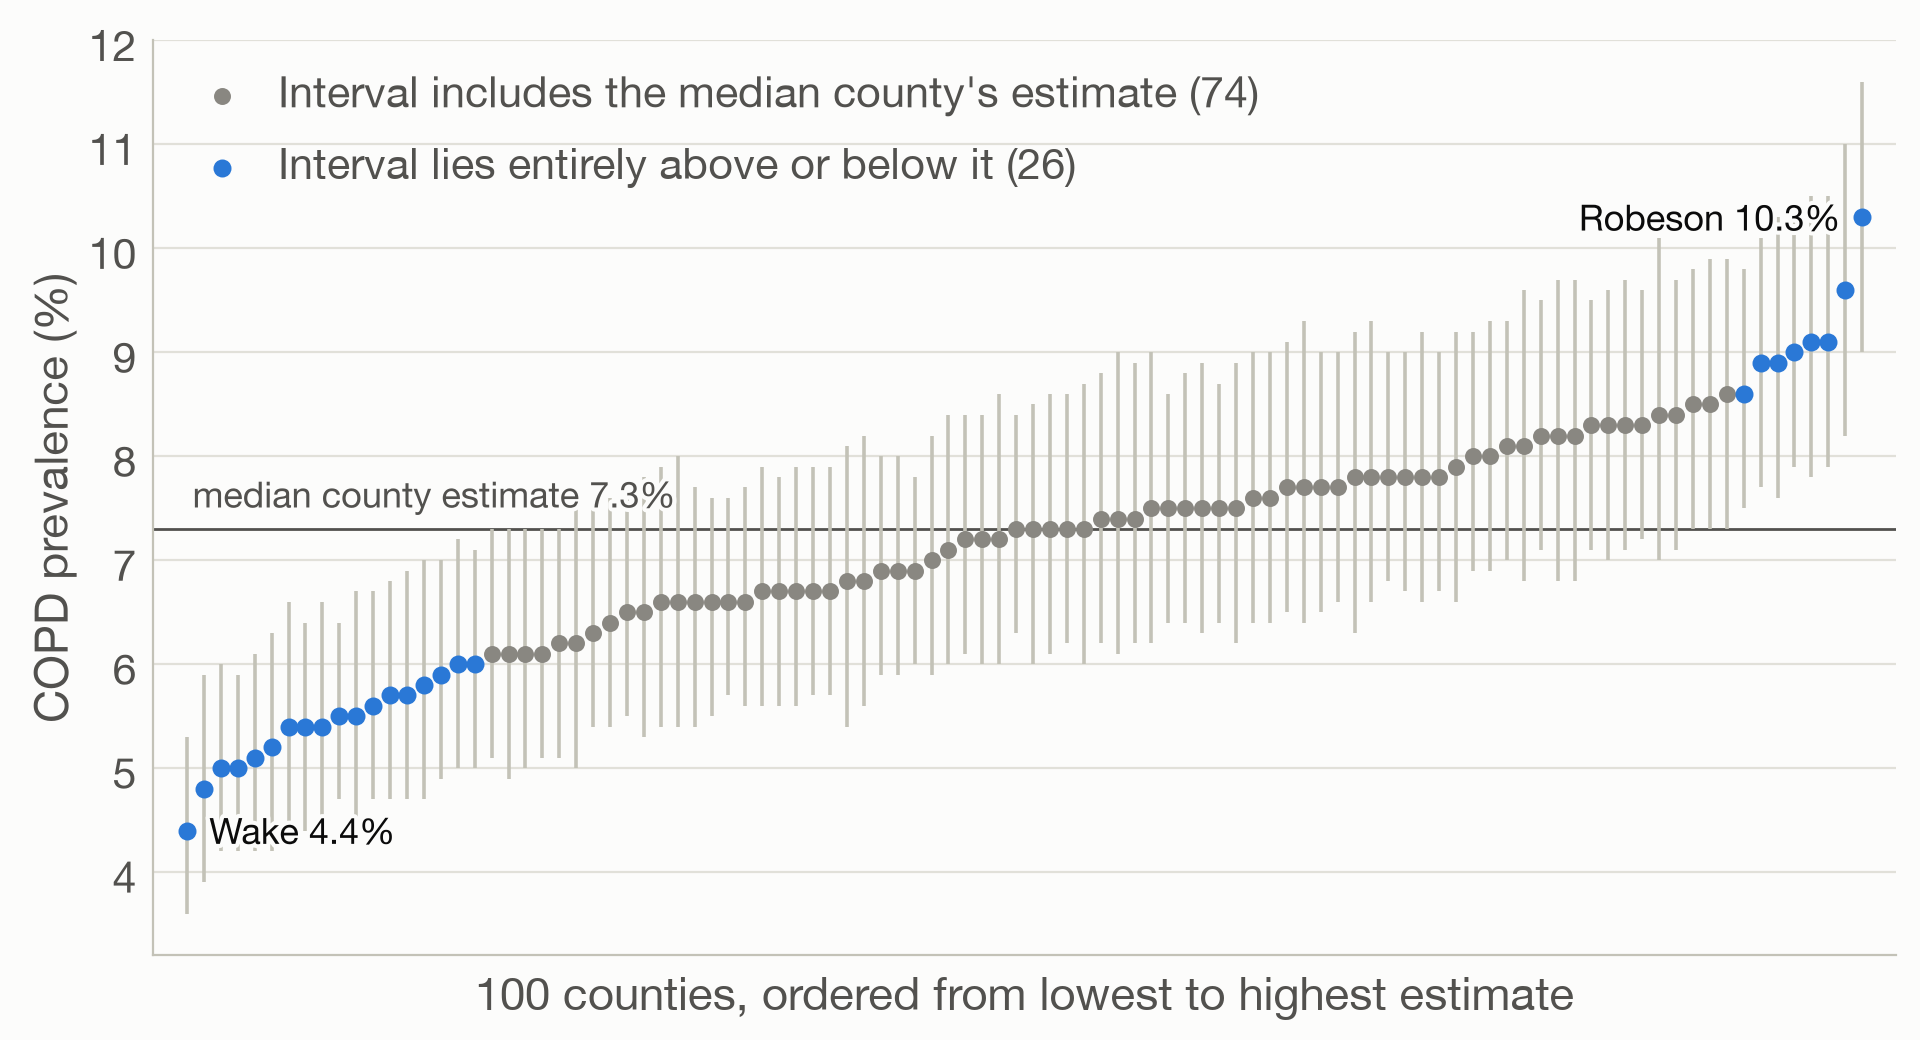 12
Interval includes the median county's estimate (74)
11
Interval lies entirely above or below it (26)
Robeson 10.3%
10
9
8
median county estimate 7.3%
7
6
5
Wake 4.4%
4
COPD prevalence (%)
100 counties, ordered from lowest to highest estimate